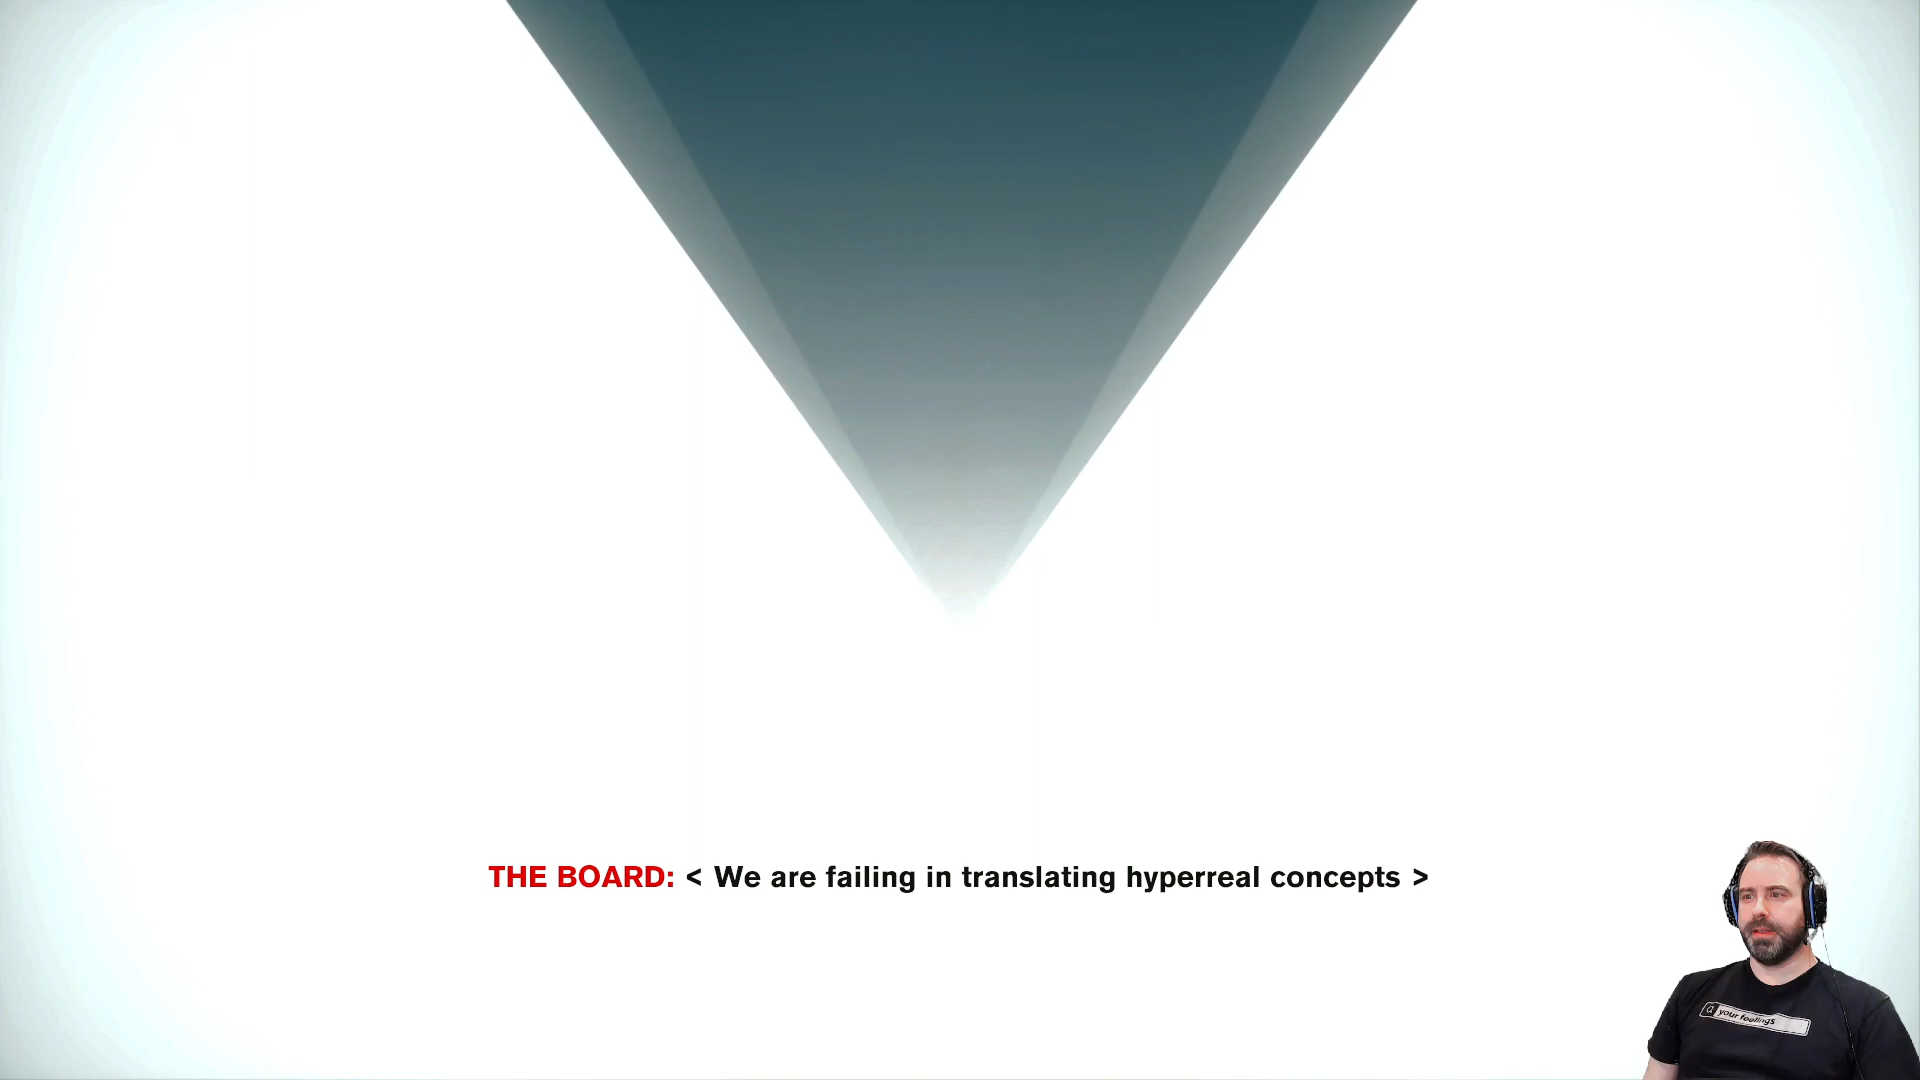 THE BOARD: < We are failing in translating hyperreal concepts >
your feelings